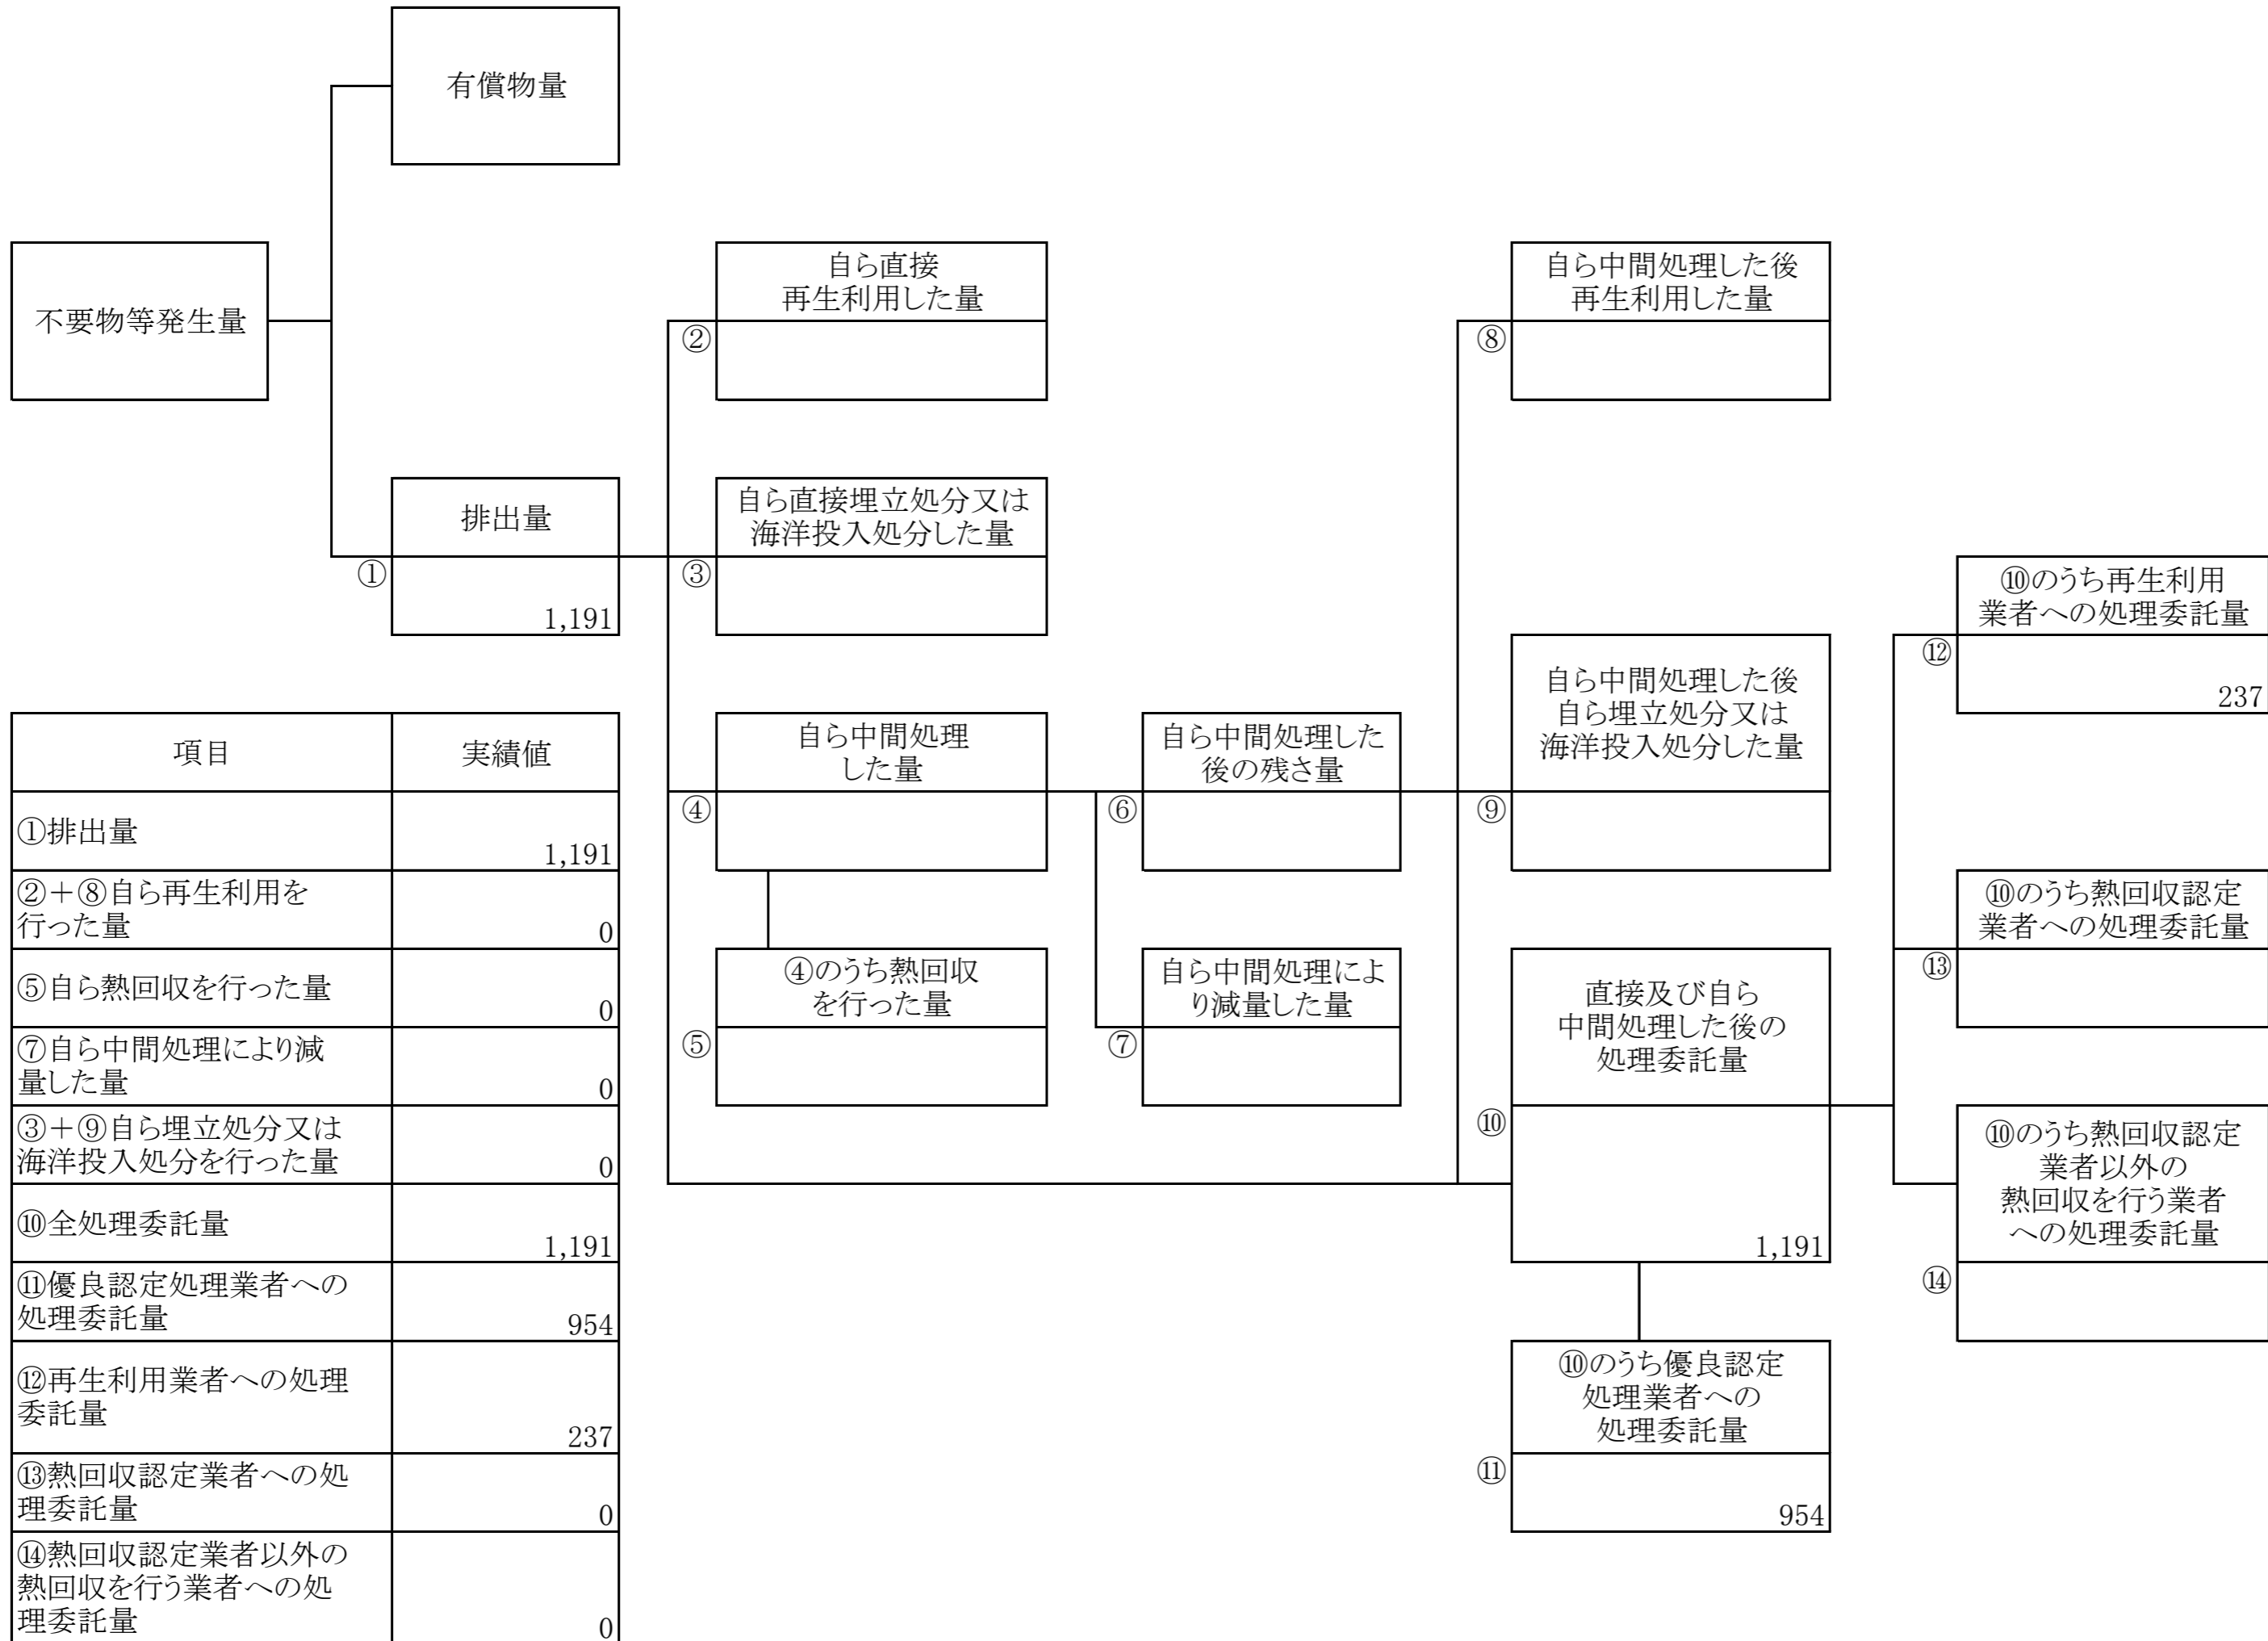 有償物量
不要物等発生量
自ら直接
再生利用した量
②
自ら中間処理した後
再生利用した量
⑧
排出量
①
1,191
自ら直接埋立処分又は
海洋投入処分した量
③
⑩のうち再生利用
業者への処理委託量
⑫
237
自ら中間処理
した量
④
自ら中間処理した
後の残さ量
⑥
自ら中間処理した後
自ら埋立処分又は
海洋投入処分した量
⑨
⑩のうち熱回収認定
業者への処理委託量
⑬
④のうち熱回収
を行った量
⑤
自ら中間処理によ
り減量した量
⑦
直接及び自ら
中間処理した後の
処理委託量
⑩
1,191
⑩のうち熱回収認定
業者以外の
熱回収を行う業者
への処理委託量
⑭
⑩のうち優良認定
処理業者への
処理委託量
⑪
954
項目 実績値
①排出量
1,191
②+⑧自ら再生利用を
行った量
0
⑤自ら熱回収を行った量
0
⑦自ら中間処理により減
量した量
0
③+⑨自ら埋立処分又は
海洋投入処分を行った量
0
⑩全処理委託量
1,191
⑪優良認定処理業者への
処理委託量
954
⑫再生利用業者への処理
委託量
237
⑬熱回収認定業者への処
理委託量
0
⑭熱回収認定業者以外の
熱回収を行う業者への処
理委託量
0